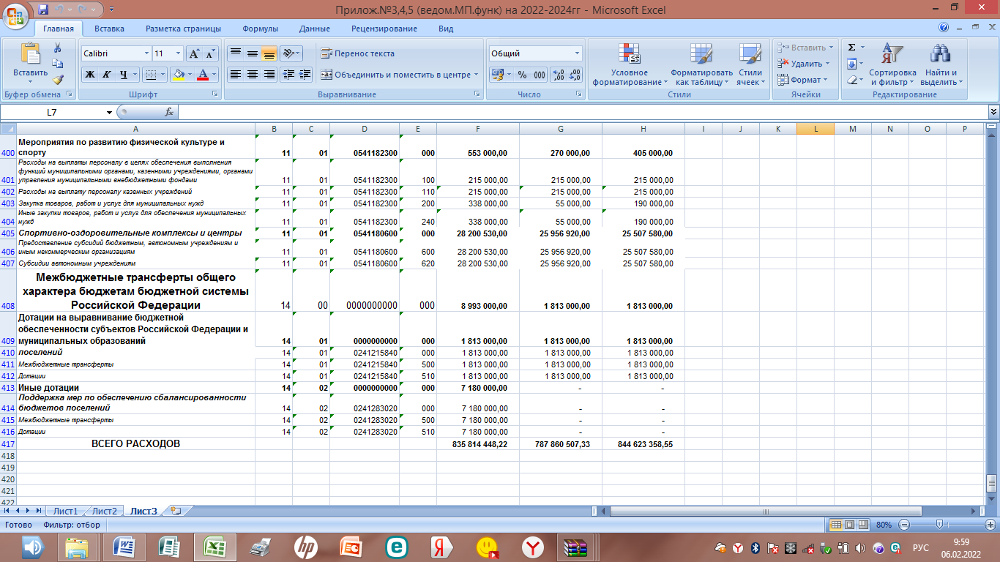 Прилож.№3,4,5 (ведом.МП.функ) на 2022-2024гг - Microsoft Excel
Главная Вставка Разметка страницы Формулы Данные Рецензирование Вид
Вставить
Буфер обмена
Calibri 11
Ж К Ч
Шрифт
Перенос текста
Объединить и поместить в центре
Выравнивание
Общий
% 000
Число
Условное форматирование
Форматировать как таблицу
Стили ячеек
Стили
Вставить
Удалить
Формат
Ячейки
Сортировка и фильтр
Найти и выделить
Редактирование
L7
fx
A B C D E F G H I J K L M N O P
Мероприятия по развитию физической культуре и
400 спорту 11 01 0541182300 000 553 000,00 270 000,00 405 000,00
Расходы на выплаты персоналу в целях обеспечения выполнения
функций муниципальными органами, казенными учреждениями, органами
401 управления муниципальными внебюджетными фондами 11 01 0541182300 100 215 000,00 215 000,00 215 000,00
402 Расходы на выплату персоналу казенных учреждений 11 01 0541182300 110 215 000,00 215 000,00 215 000,00
403 Закупка товаров, работ и услуг для муниципальных нужд 11 01 0541182300 200 338 000,00 55 000,00 190 000,00
Иные закупки товаров, работ и услуг для обеспечения муниципальных
404 нужд 11 01 0541182300 240 338 000,00 55 000,00 190 000,00
405 Спортивно-оздоровительные комплексы и центры 11 01 0541180600 000 28 200 530,00 25 956 920,00 25 507 580,00
Предоставление субсидий бюджетным, автономным учреждениям и
406 иным некоммерческим организациям 11 01 0541180600 600 28 200 530,00 25 956 920,00 25 507 580,00
407 Субсидии автономным учреждениям 11 01 0541180600 620 28 200 530,00 25 956 920,00 25 507 580,00
Межбюджетные трансферты общего
характера бюджетам бюджетной системы
408 Российской Федерации 14 00 0000000000 000 8 993 000,00 1 813 000,00 1 813 000,00
Дотации на выравнивание бюджетной
обеспеченности субъектов Российской Федерации и
409 муниципальных образований 14 01 0000000000 000 1 813 000,00 1 813 000,00 1 813 000,00
410 поселений 14 01 0241215840 000 1 813 000,00 1 813 000,00 1 813 000,00
411 Межбюджетные трансферты 14 01 0241215840 500 1 813 000,00 1 813 000,00 1 813 000,00
412 Дотации 14 01 0241215840 510 1 813 000,00 1 813 000,00 1 813 000,00
413 Иные дотации 14 02 0000000000 000 7 180 000,00 - -
Поддержка мер по обеспечению сбалансированности
414 бюджетов поселений 14 02 0241283020 000 7 180 000,00 - -
415 Межбюджетные трансферты 14 02 0241283020 500 7 180 000,00 - -
416 Дотации 14 02 0241283020 510 7 180 000,00 - -
417 ВСЕГО РАСХОДОВ 835 814 448,22 787 860 507,33 844 623 358,55
418
419
420
421
422
Лист1 Лист2 Лист3
Готово Фильтр: отбор 80%
РУС 9:59
06.02.2022